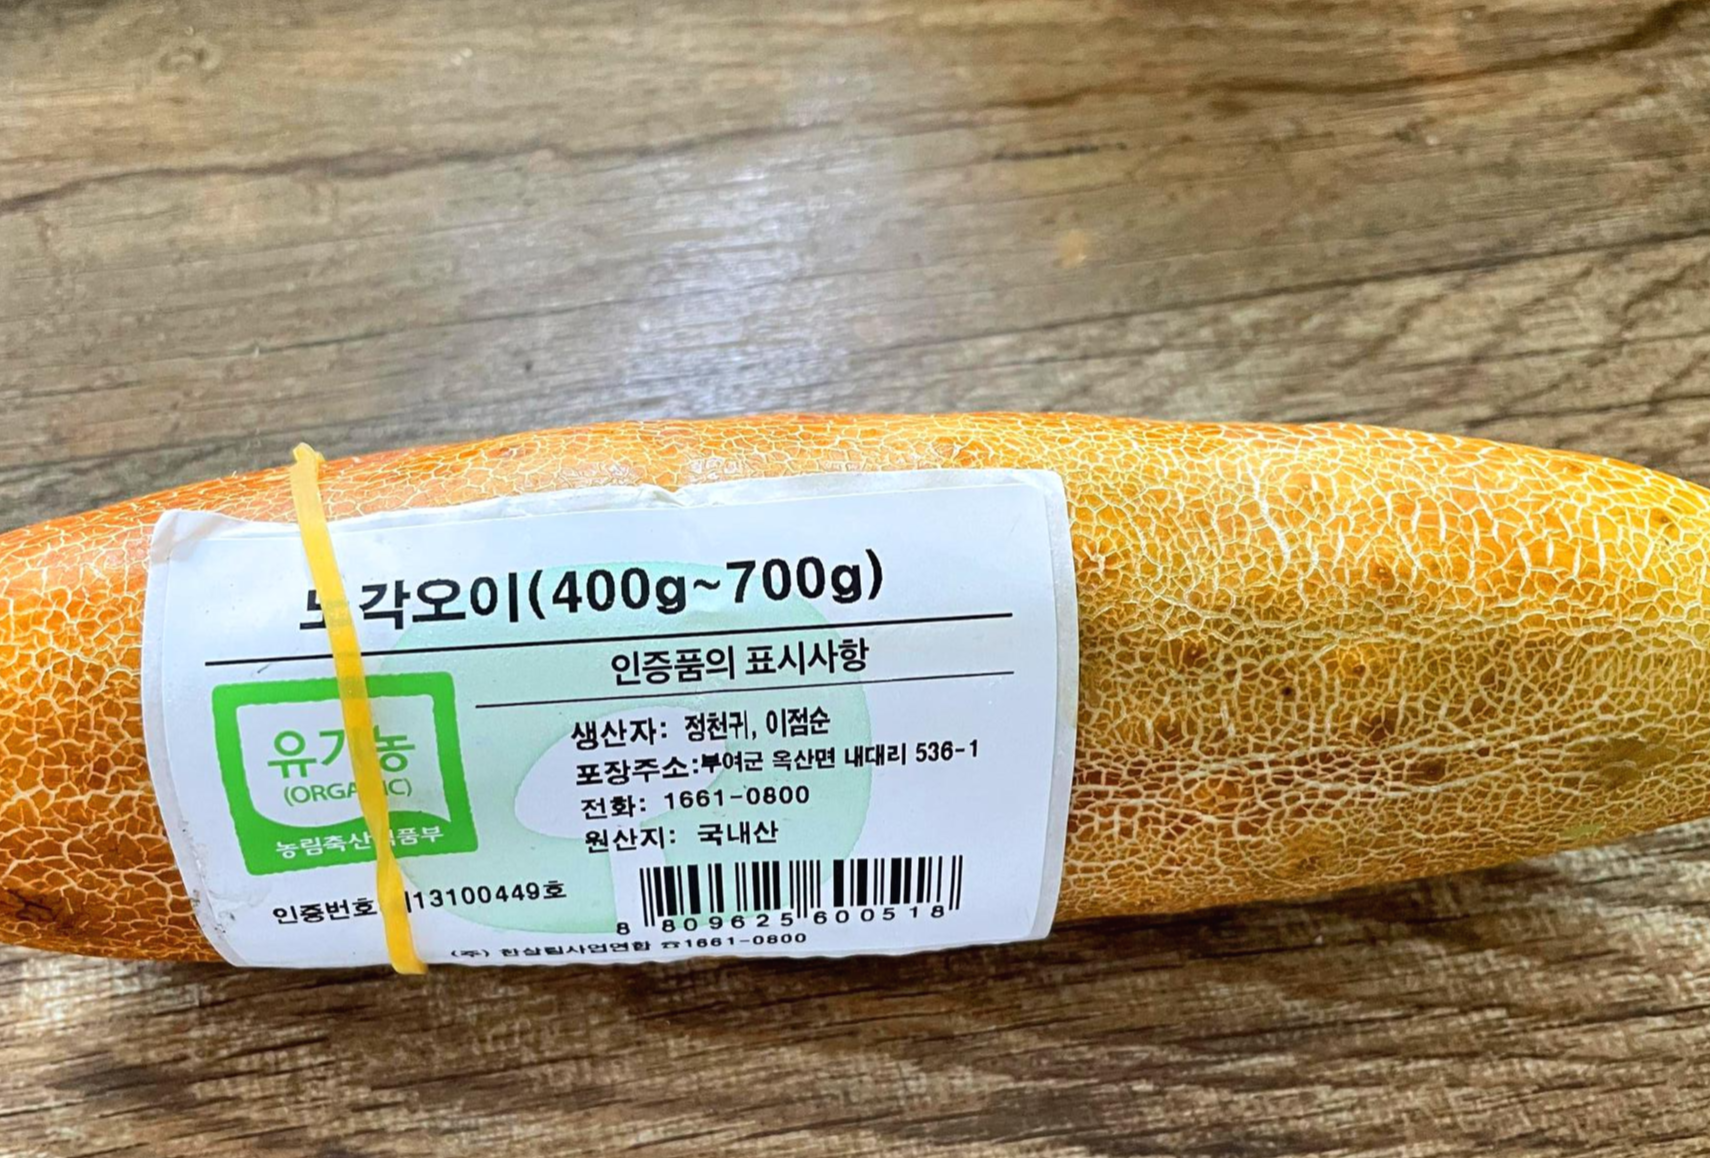 각오이(400g~700g)
인증품의 표시사항
유기농
(ORGANIC)
농림축산식품부
생산자: 정천귀, 이점순
포장주소:부여군 옥산면 내대리 536-1
전화: 1661-0800
원산지: 국내산
인증번호 13100449호
8 809625 600518
(주) 한살림사업연합 ☎1661-0800